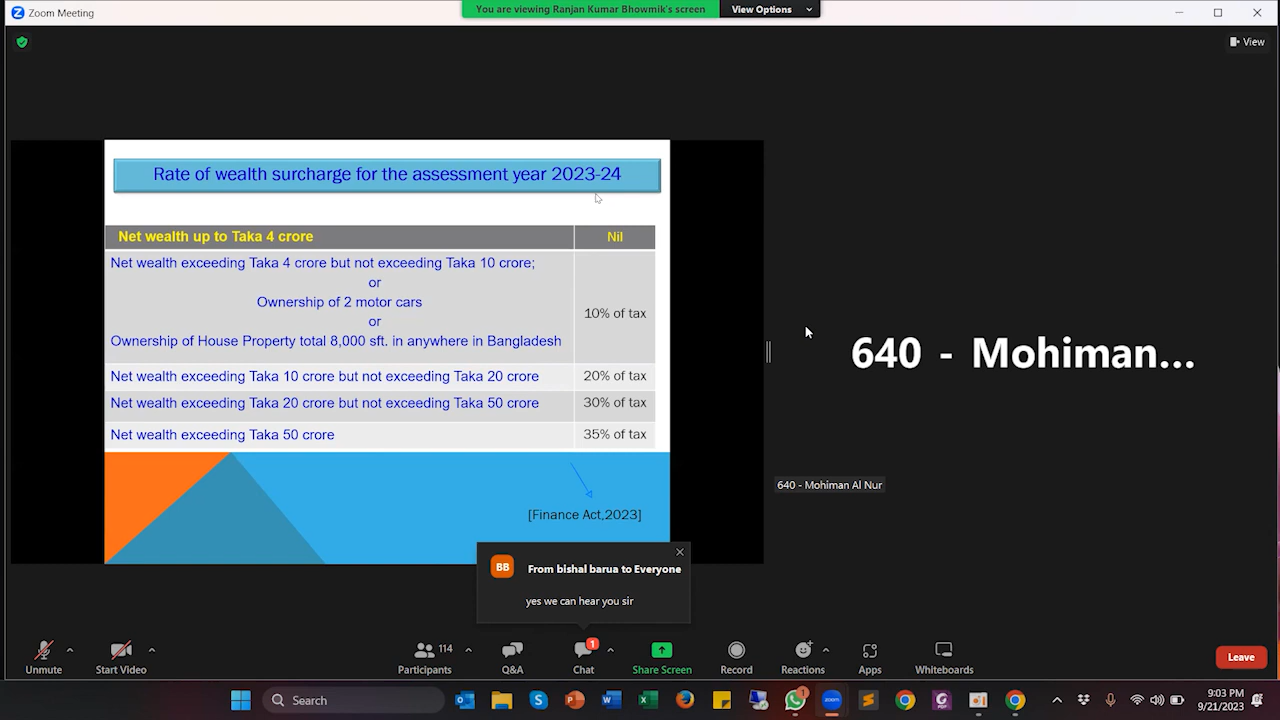 Zoom Meeting
You are viewing Ranjan Kumar Bhowmik's screen
View Options
View
Rate of wealth surcharge for the assessment year 2023-24
Net wealth up to Taka 4 crore
Nil
Net wealth exceeding Taka 4 crore but not exceeding Taka 10 crore;
or
Ownership of 2 motor cars
or
Ownership of House Property total 8,000 sft. in anywhere in Bangladesh
10% of tax
Net wealth exceeding Taka 10 crore but not exceeding Taka 20 crore
20% of tax
Net wealth exceeding Taka 20 crore but not exceeding Taka 50 crore
30% of tax
Net wealth exceeding Taka 50 crore
35% of tax
[Finance Act,2023]
640 - Mohiman...
640 - Mohiman Al Nur
BB
From bishal barua to Everyone
yes we can hear you sir
Unmute
Start Video
114
Participants
Q&A
1
Chat
Share Screen
Record
Reactions
Apps
Whiteboards
Leave
Search
1
zoom
9:03 PM
9/21/2023